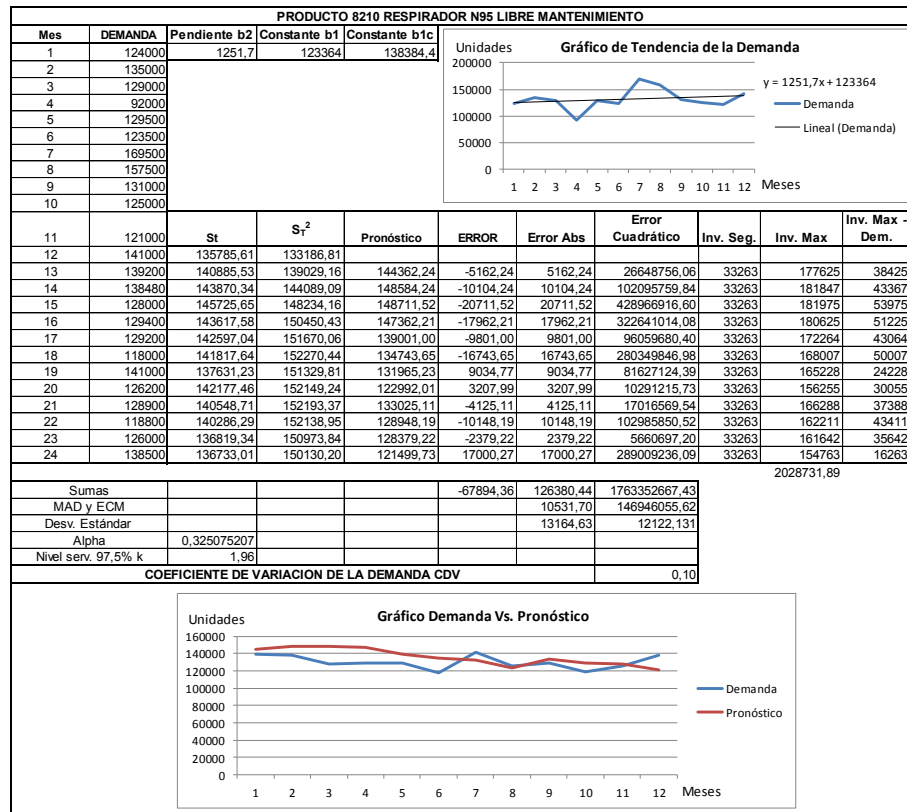 PRODUCTO 8210 RESPIRADOR N95 LIBRE MANTENIMIENTO
Mes DEMANDA Pendiente b2 Constante b1 Constante b1c
1 124000 1251,7 123364 138384,4
2 135000
3 129000
4 92000
5 129500
6 123500
7 169500
8 157500
9 131000
10 125000
Unidades Gráfico de Tendencia de la Demanda
200000
150000
100000
50000
0
y = 1251,7x + 123364
Demanda
Lineal (Demanda)
1 2 3 4 5 6 7 8 9 10 11 12 Meses
11 121000 St S_T² Pronóstico ERROR Error Abs Error Cuadrático Inv. Seg. Inv. Max Inv. Max - Dem.
12 141000 135785,61 133186,81
13 139200 140885,53 139029,16 144362,24 -5162,24 5162,24 26648756,06 33263 177625 38425
14 138480 143870,34 144089,09 148584,24 -10104,24 10104,24 102095759,84 33263 181847 43367
15 128000 145725,65 148234,16 148711,52 -20711,52 20711,52 428966916,60 33263 181975 53975
16 129400 143617,58 150450,43 147362,21 -17962,21 17962,21 322641014,08 33263 180625 51225
17 129200 142597,04 151670,06 139001,00 -9801,00 9801,00 96059680,40 33263 172264 43064
18 118000 141817,64 152270,44 134743,65 -16743,65 16743,65 280349846,98 33263 168007 50007
19 141000 137631,23 151329,81 131965,23 9034,77 9034,77 81627124,39 33263 165228 24228
20 126200 142177,46 152149,24 122992,01 3207,99 3207,99 10291215,73 33263 156255 30055
21 128900 140548,71 152193,37 133025,11 -4125,11 4125,11 17016569,54 33263 166288 37388
22 118800 140286,29 152138,95 128948,19 -10148,19 10148,19 102985850,52 33263 162211 43411
23 126000 136819,34 150973,84 128379,22 -2379,22 2379,22 5660697,20 33263 161642 35642
24 138500 136733,01 150130,20 121499,73 17000,27 17000,27 289009236,09 33263 154763 16263
2028731,89
Sumas -67894,36 126380,44 1763352667,43
MAD y ECM 10531,70 146946055,62
Desv. Estándar 13164,63 12122,131
Alpha 0,325075207
Nivel serv. 97,5% k 1,96
COEFICIENTE DE VARIACION DE LA DEMANDA CDV 0,10
Unidades Gráfico Demanda Vs. Pronóstico
160000
140000
120000
100000
80000
60000
40000
20000
0
Demanda
Pronóstico
1 2 3 4 5 6 7 8 9 10 11 12 Meses